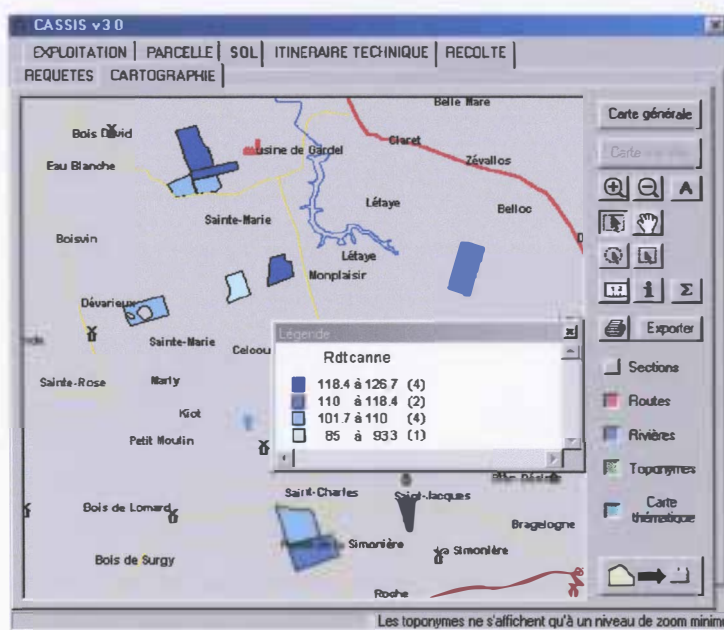 CASSIS v3 0
EXPLOITATION PARCELLE SOL ITINERAIRE TECHNIQUE RECOLTE
REQUETES CARTOGRAPHIE
Belle Mare
Carte générale
Bois David
usine de Gardel
Claret
Carte
Eau Blanche
Zévallos
A
Létaye
Sainte-Marie
Belloc
Boisvin
Létaye
Monplaisir
Dévarieux
Légende
Exporter
Sainte-Marie
Rdtcanne
Sections
118.4 à 126.7 (4)
Sainte-Rose
Marly
110 à 118.4 (2)
Routes
Kiot
101.7 à 110 (4)
85 à 933 (1)
Rivières
Petit Moulin
Toponymes
Saint-Charles
Saint-Jacques
Carte
thématique
Bois de Lomard
Bragelogne
Simonière
La Simonière
Bois de Surgy
Roche
Les toponymes ne s'affichent qu'à un niveau de zoom minim